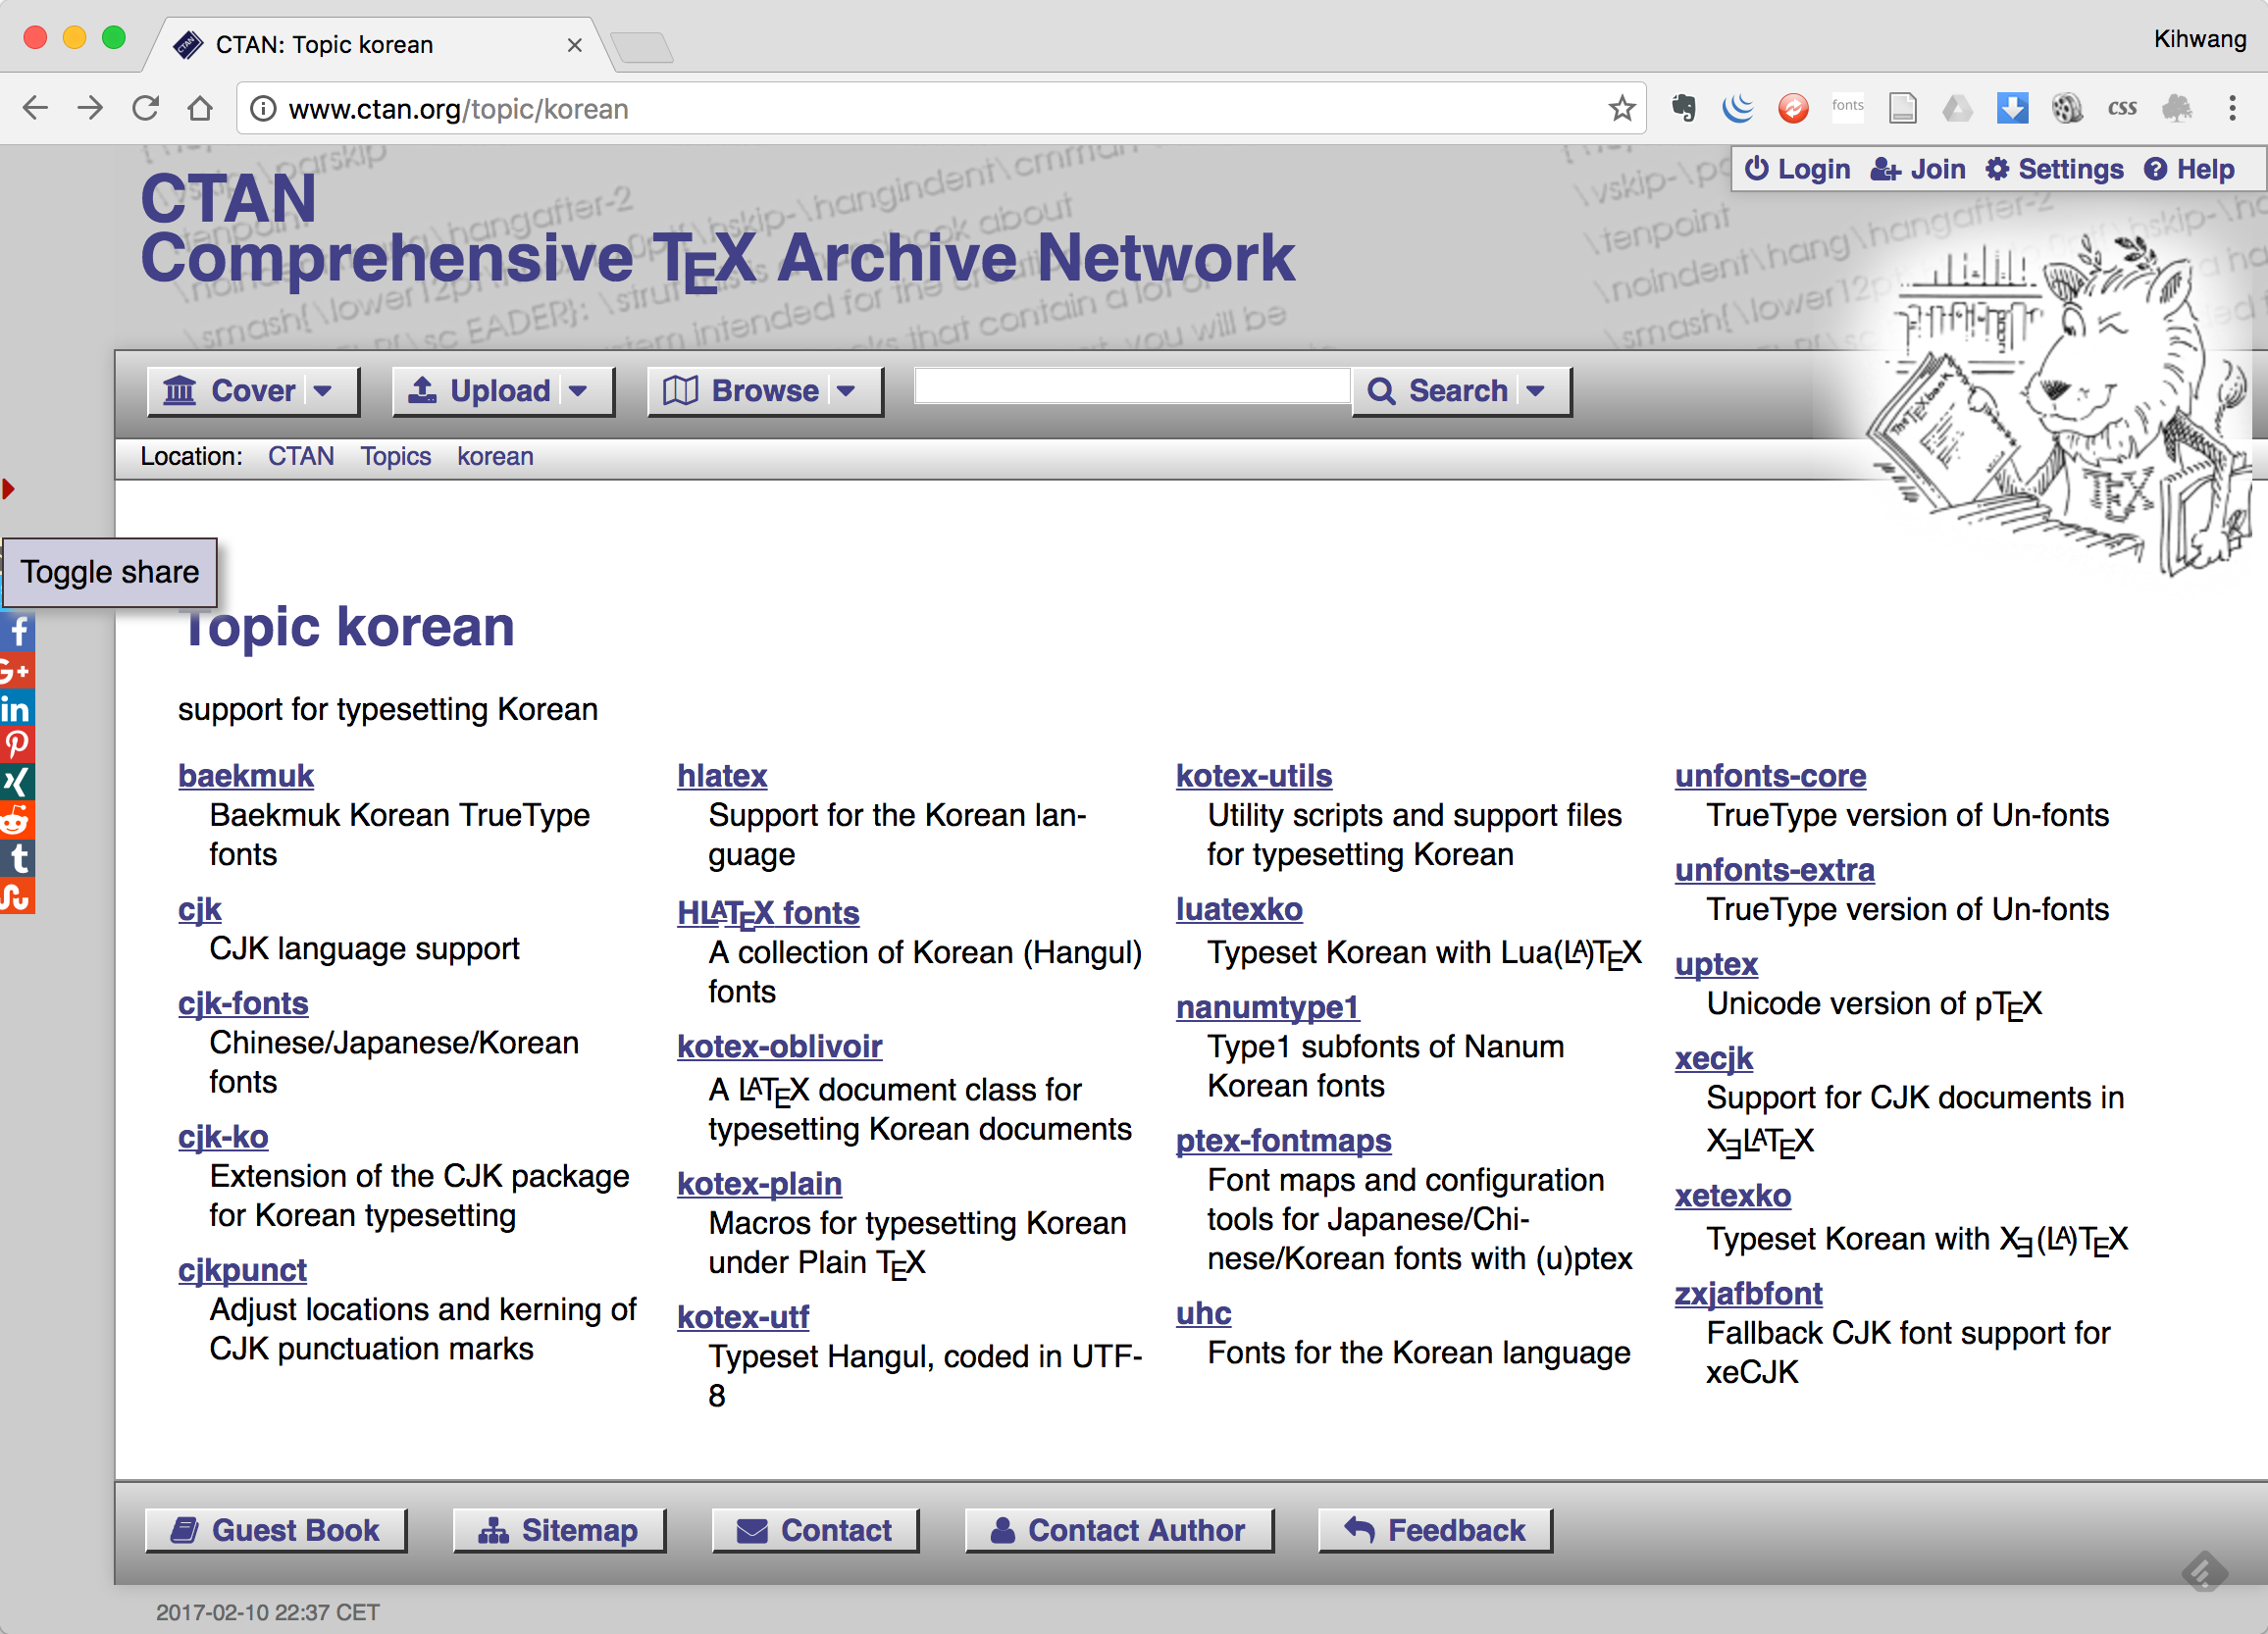 CTAN: Topic korean
Kihwang
www.ctan.org/topic/korean
fonts
css
Login Join Settings Help
CTAN
Comprehensive TEX Archive Network
Cover Upload Browse Search
Location: CTAN Topics korean
Toggle share
Topic korean
support for typesetting Korean
baekmuk
Baekmuk Korean TrueType
fonts
cjk
CJK language support
cjk-fonts
Chinese/Japanese/Korean
fonts
cjk-ko
Extension of the CJK package
for Korean typesetting
cjkpunct
Adjust locations and kerning of
CJK punctuation marks
hlatex
Support for the Korean lan-
guage
HLATEX fonts
A collection of Korean (Hangul)
fonts
kotex-oblivoir
A LATEX document class for
typesetting Korean documents
kotex-plain
Macros for typesetting Korean
under Plain TEX
kotex-utf
Typeset Hangul, coded in UTF-
8
kotex-utils
Utility scripts and support files
for typesetting Korean
luatexko
Typeset Korean with Lua(LA)TEX
nanumtype1
Type1 subfonts of Nanum
Korean fonts
ptex-fontmaps
Font maps and configuration
tools for Japanese/Chi-
nese/Korean fonts with (u)ptex
uhc
Fonts for the Korean language
unfonts-core
TrueType version of Un-fonts
unfonts-extra
TrueType version of Un-fonts
uptex
Unicode version of pTEX
xecjk
Support for CJK documents in
XƎLATEX
xetexko
Typeset Korean with XƎ(LA)TEX
zxjafbfont
Fallback CJK font support for
xeCJK
Guest Book Sitemap Contact Contact Author Feedback
2017-02-10 22:37 CET